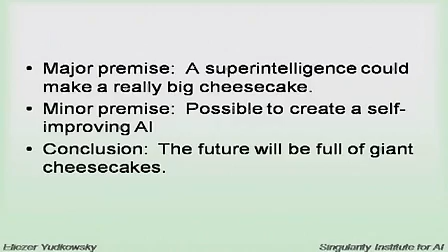 • Major premise:  A superintelligence could
make a really big cheesecake.
• Minor premise:  Possible to create a self-
improving AI
• Conclusion:  The future will be full of giant
cheesecakes.
Eliezer Yudkowsky
Singularity Institute for AI